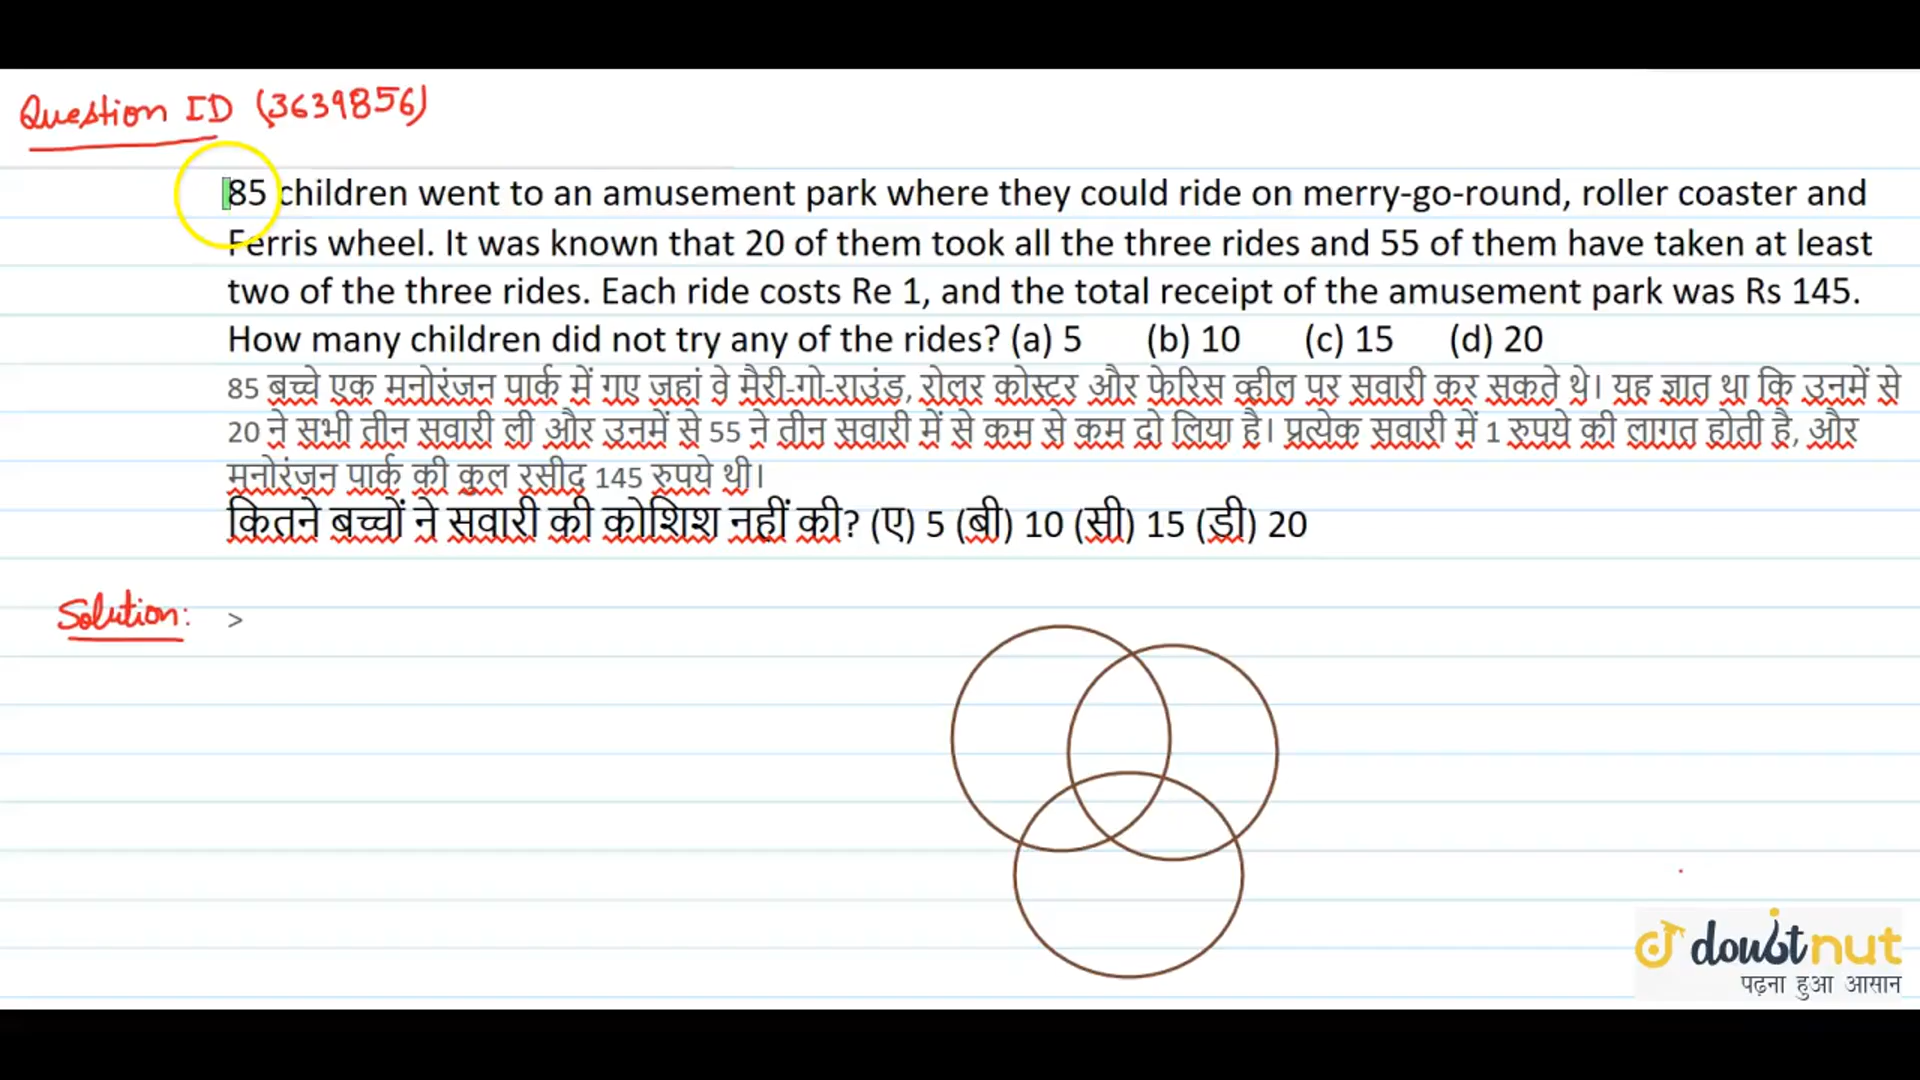 Question ID (3639856)
85 children went to an amusement park where they could ride on merry-go-round, roller coaster and
Ferris wheel. It was known that 20 of them took all the three rides and 55 of them have taken at least
two of the three rides. Each ride costs Re 1, and the total receipt of the amusement park was Rs 145.
How many children did not try any of the rides? (a) 5 (b) 10 (c) 15 (d) 20
85 बच्चे एक मनोरंजन पार्क में गए जहां वे मैरी-गो-राउंड, रोलर कोस्टर और फेरिस व्हील पर सवारी कर सकते थे। यह ज्ञात था कि उनमें से
20 ने सभी तीन सवारी ली और उनमें से 55 ने तीन सवारी में से कम से कम दो लिया है। प्रत्येक सवारी में 1 रुपये की लागत होती है, और
मनोरंजन पार्क की कुल रसीद 145 रुपये थी।
कितने बच्चों ने सवारी की कोशिश नहीं की? (ए) 5 (बी) 10 (सी) 15 (डी) 20
Solution: >
doubtnut
पढ़ना हुआ आसान